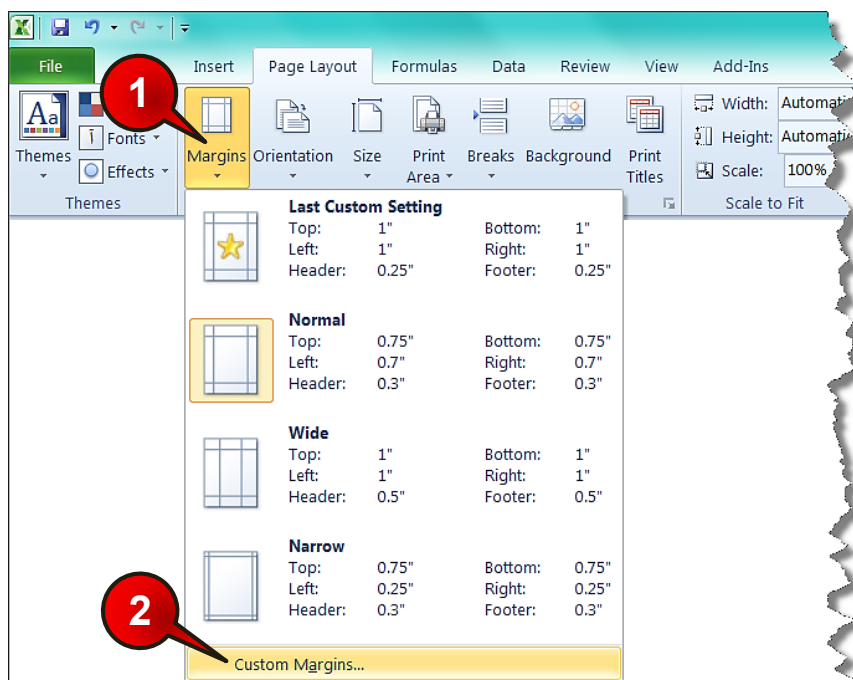 File Insert Page Layout Formulas Data Review View Add-Ins
1
Aa
Themes
Fonts
Effects
Themes
Margins
Orientation
Size
Print
Area
Breaks
Background
Print
Titles
Width: Automatic
Height: Automatic
Scale: 100%
Scale to Fit
Last Custom Setting
Top: 1" Bottom: 1"
Left: 1" Right: 1"
Header: 0.25" Footer: 0.25"
Normal
Top: 0.75" Bottom: 0.75"
Left: 0.7" Right: 0.7"
Header: 0.3" Footer: 0.3"
Wide
Top: 1" Bottom: 1"
Left: 1" Right: 1"
Header: 0.5" Footer: 0.5"
Narrow
Top: 0.75" Bottom: 0.75"
Left: 0.25" Right: 0.25"
Header: 0.3" Footer: 0.3"
2
Custom Margins...